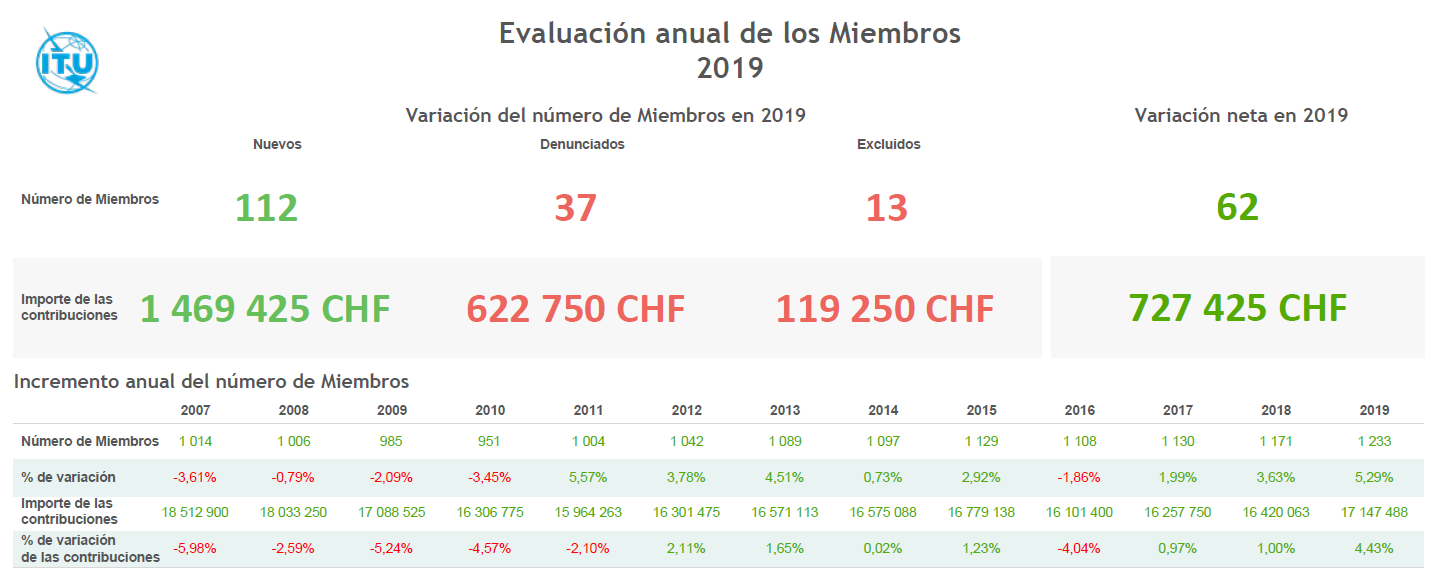 ITU
Evaluación anual de los Miembros
2019
Variación del número de Miembros en 2019
Variación neta en 2019
Nuevos Denunciados Excluidos
Número de Miembros 112 37 13 62
Importe de las
contribuciones 1 469 425 CHF 622 750 CHF 119 250 CHF 727 425 CHF
Incremento anual del número de Miembros
2007 2008 2009 2010 2011 2012 2013 2014 2015 2016 2017 2018 2019
Número de Miembros 1 014 1 006 985 951 1 004 1 042 1 089 1 097 1 129 1 108 1 130 1 171 1 233
% de variación -3,61% -0,79% -2,09% -3,45% 5,57% 3,78% 4,51% 0,73% 2,92% -1,86% 1,99% 3,63% 5,29%
Importe de las
contribuciones 18 512 900 18 033 250 17 088 525 16 306 775 15 964 263 16 301 475 16 571 113 16 575 088 16 779 138 16 101 400 16 257 750 16 420 063 17 147 488
% de variación
de las contribuciones -5,98% -2,59% -5,24% -4,57% -2,10% 2,11% 1,65% 0,02% 1,23% -4,04% 0,97% 1,00% 4,43%